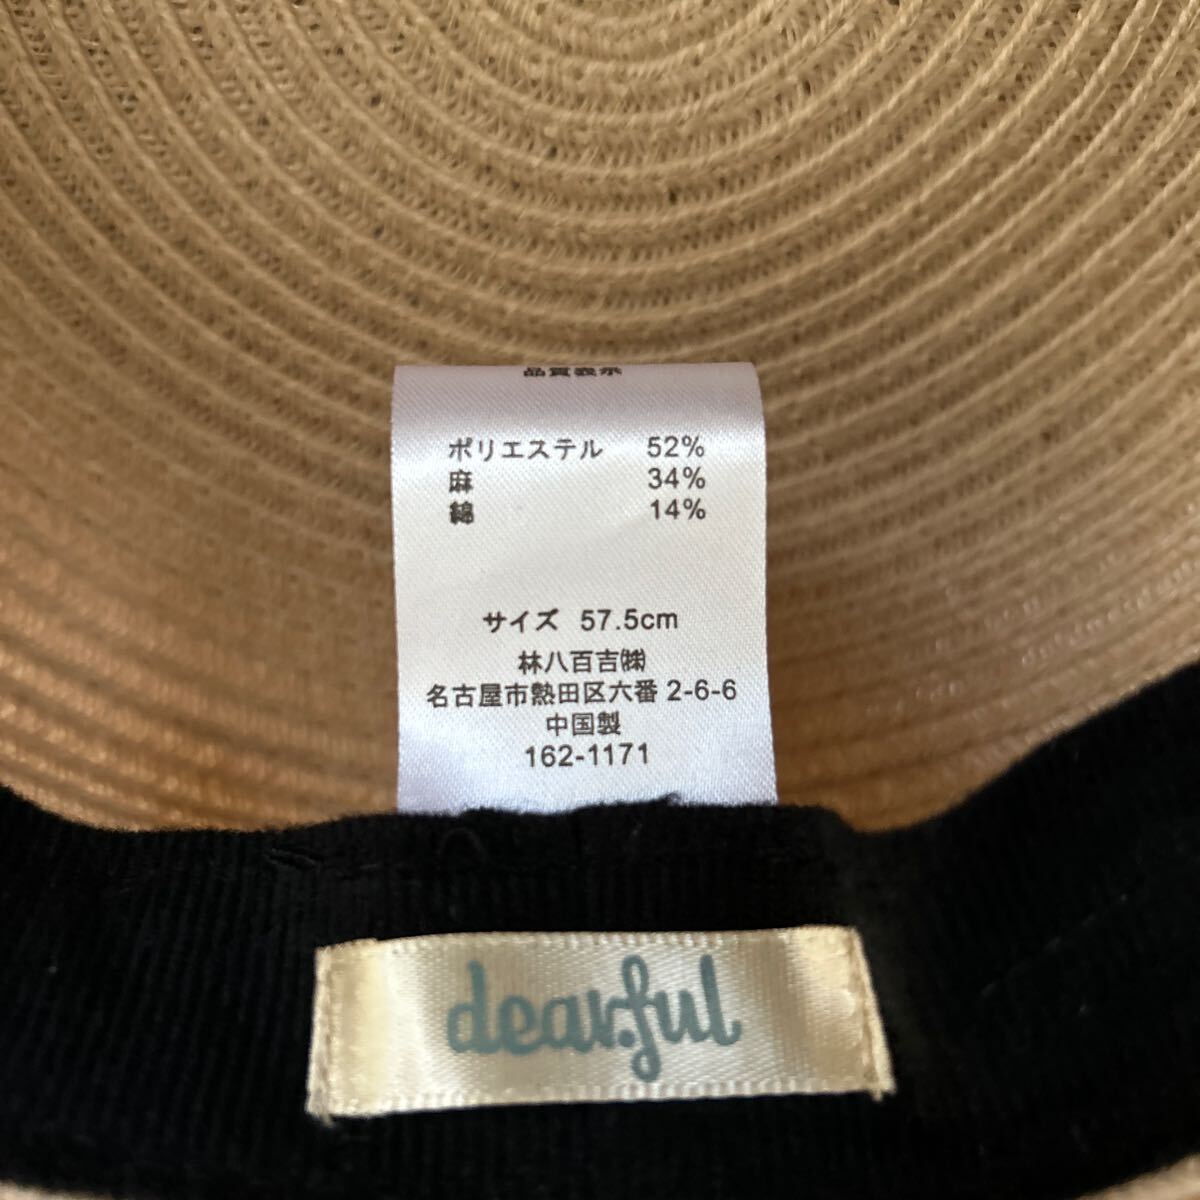 品質表示
ポリエステル 52%
麻 34%
綿 14%
サイズ 57.5cm
林八百吉㈱
名古屋市熱田区六番 2-6-6
中国製
162-1171
dear.ful